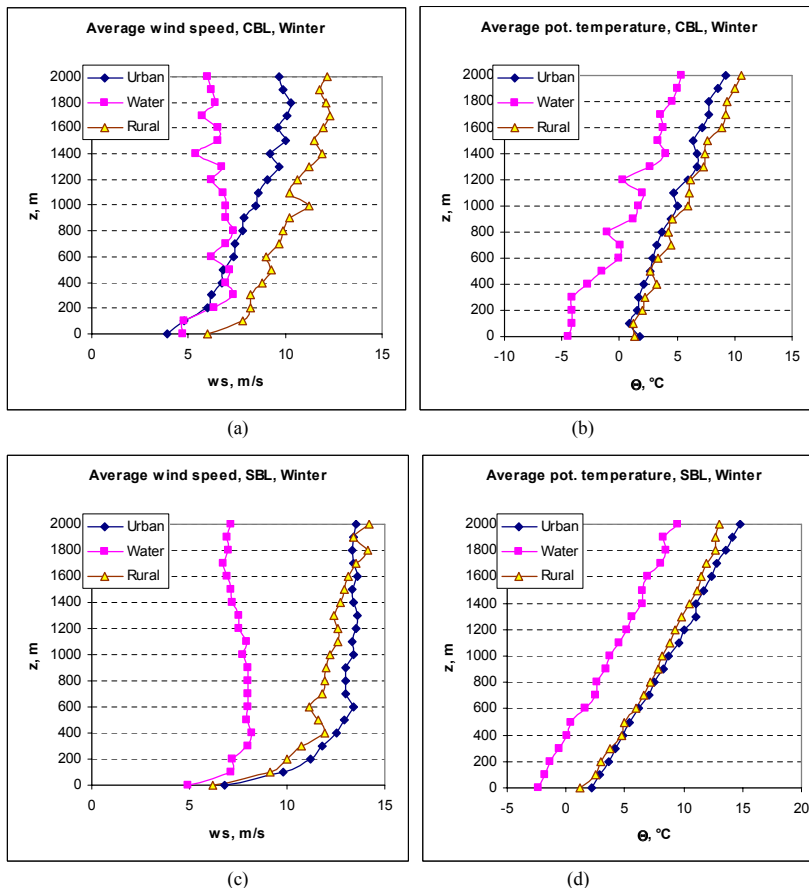 Average wind speed, CBL, Winter
2000
1800
1600
1400
1200
1000
800
600
400
200
0
z, m
Urban
Water
Rural
0 5 10 15
ws, m/s
(a)
Average pot. temperature, CBL, Winter
2000
1800
1600
1400
1200
1000
800
600
400
200
0
z, m
Urban
Water
Rural
-10 -5 0 5 10 15
Θ, °C
(b)
Average wind speed, SBL, Winter
2000
1800
1600
1400
1200
1000
800
600
400
200
0
z, m
Urban
Water
Rural
0 5 10 15
ws, m/s
(c)
Average pot. temperature, SBL, Winter
2000
1800
1600
1400
1200
1000
800
600
400
200
0
z, m
Urban
Water
Rural
-5 0 5 10 15 20
Θ, °C
(d)